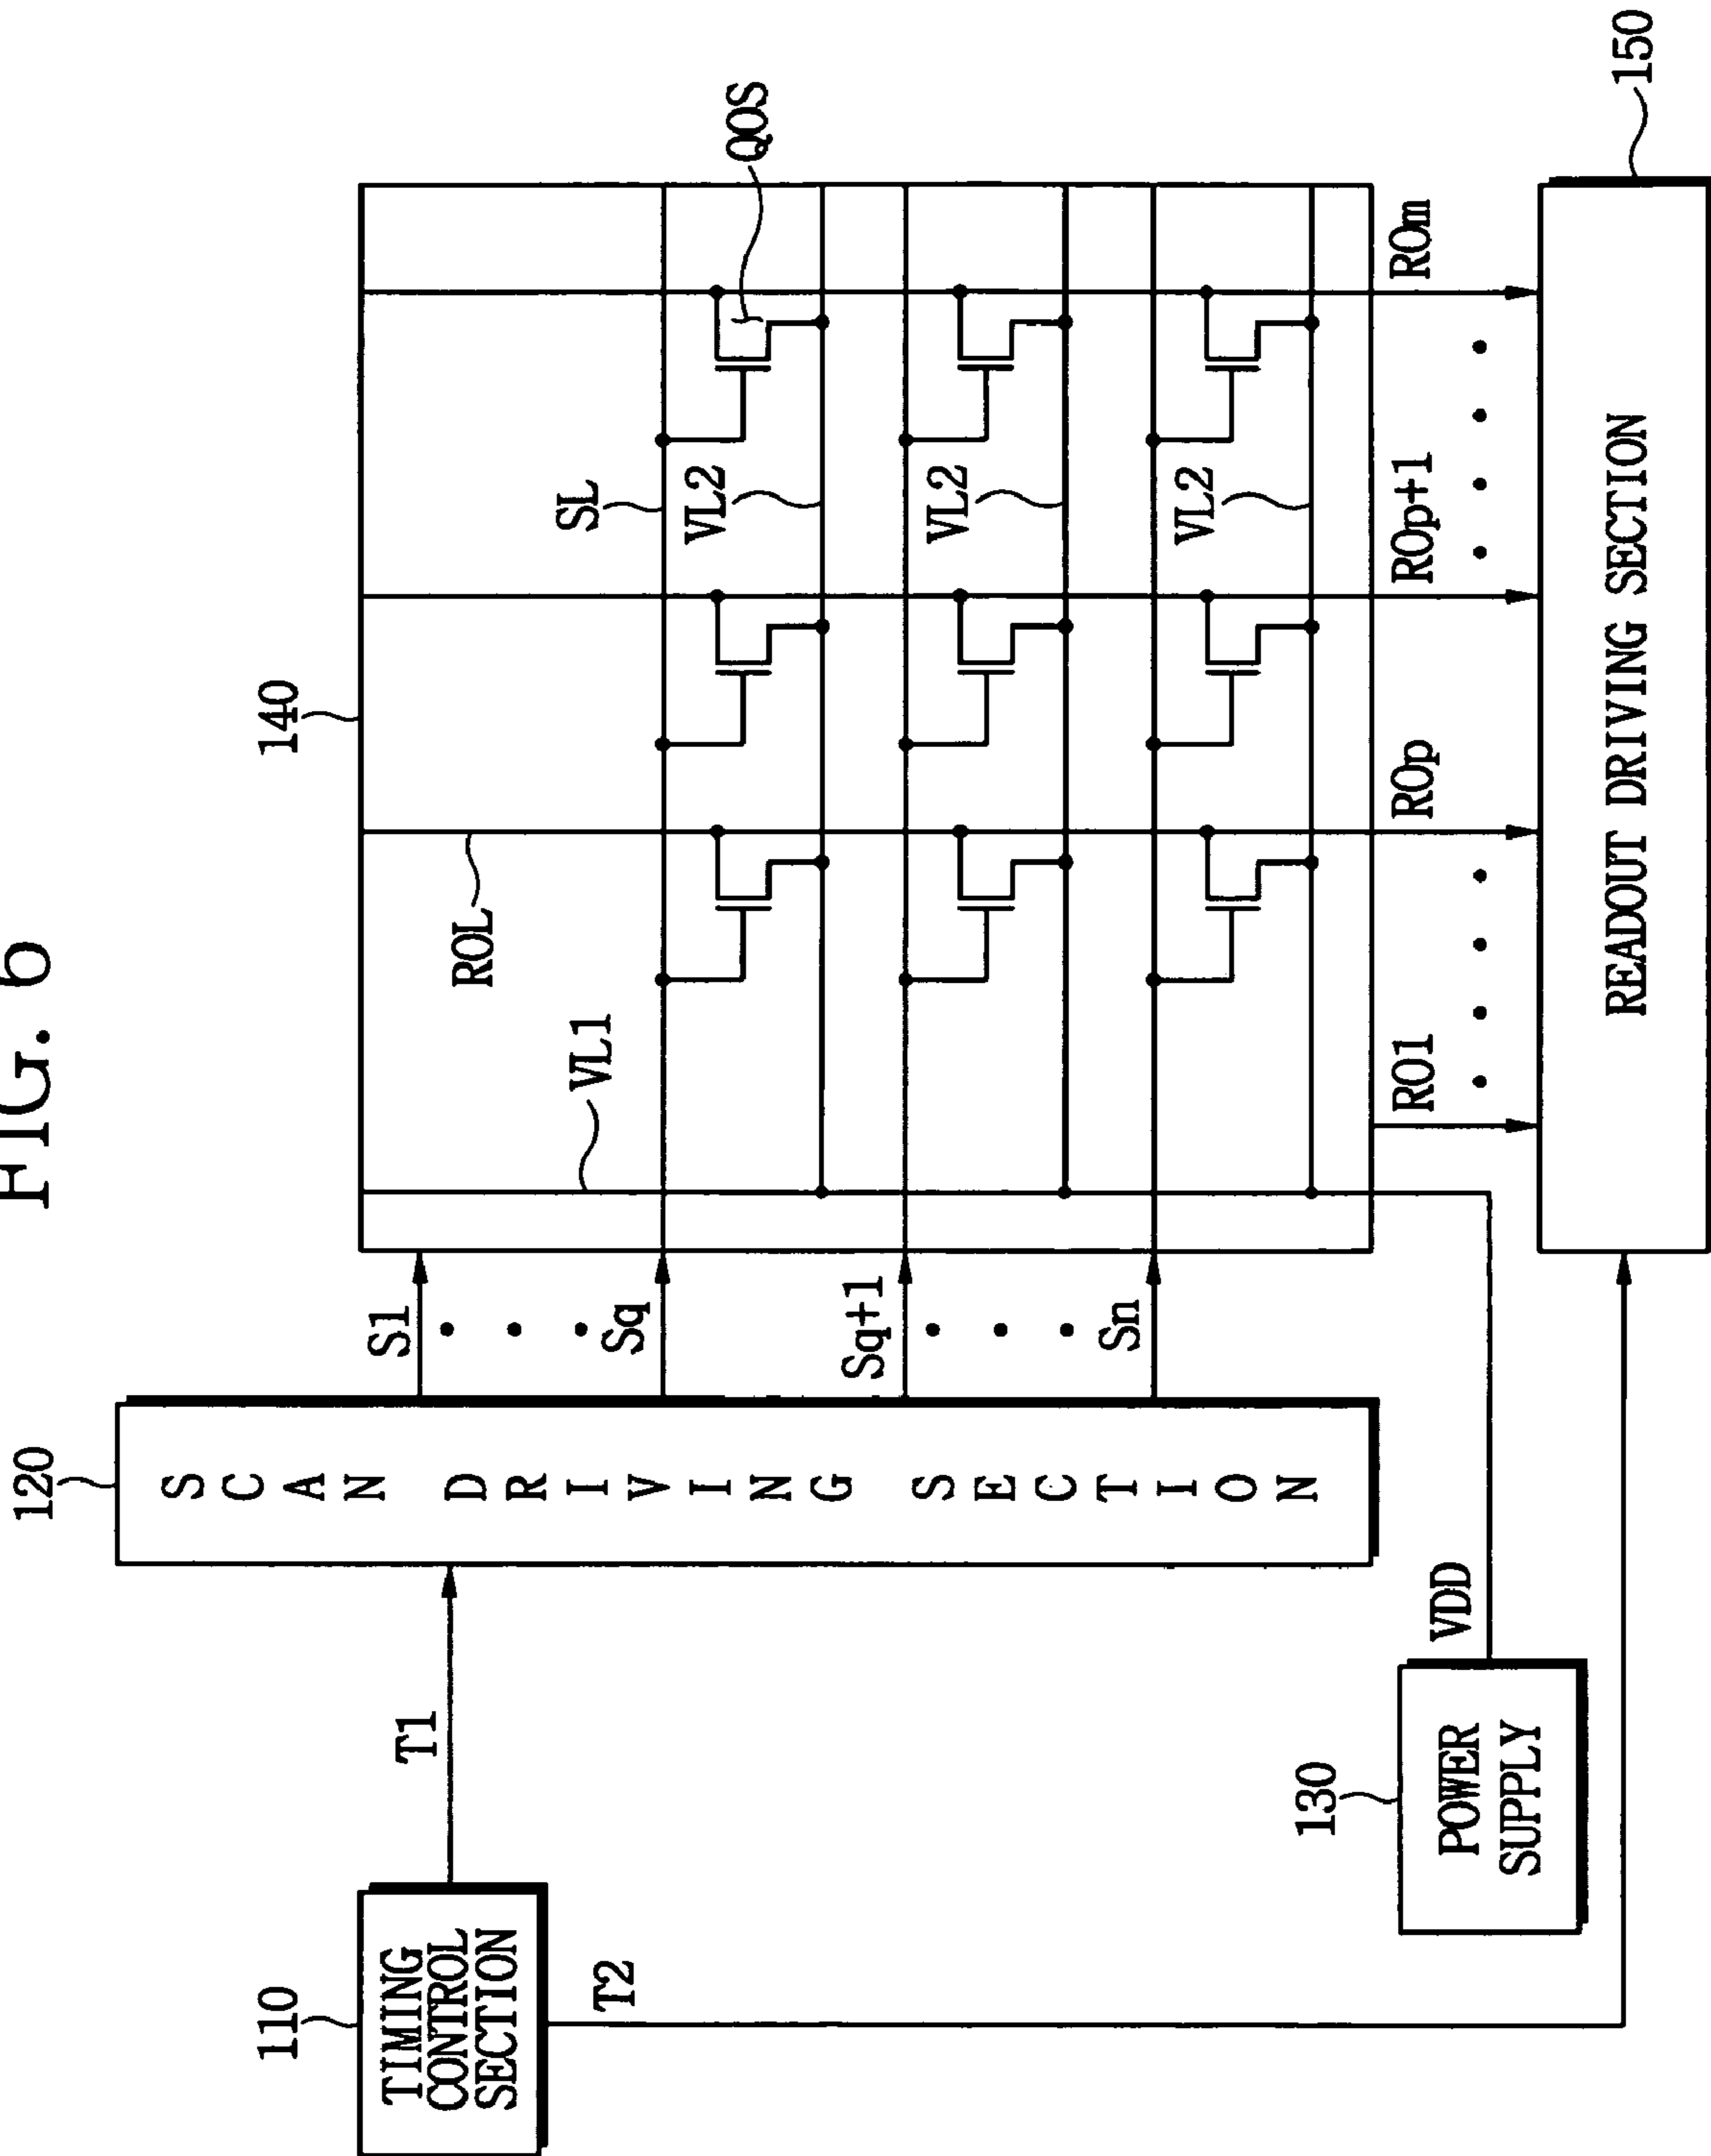 FIG. 6
110
TIMING
CONTROL
SECTION
T1
T2
120
SCAN DRIVING SECTION
130
POWER
SUPPLY
VDD
S1
Sq
Sq+1
Sn
140
VL1
ROL
SL
VL2
VL2
VL2
QOS
RO1
ROp
ROp+1
ROm
READOUT DRIVING SECTION
150